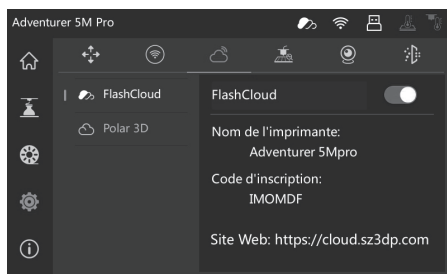 Adventurer 5M Pro
FlashCloud
Polar 3D
FlashCloud
Nom de l'imprimante:
Adventurer 5Mpro
Code d'inscription:
IMOMDF
Site Web: https://cloud.sz3dp.com